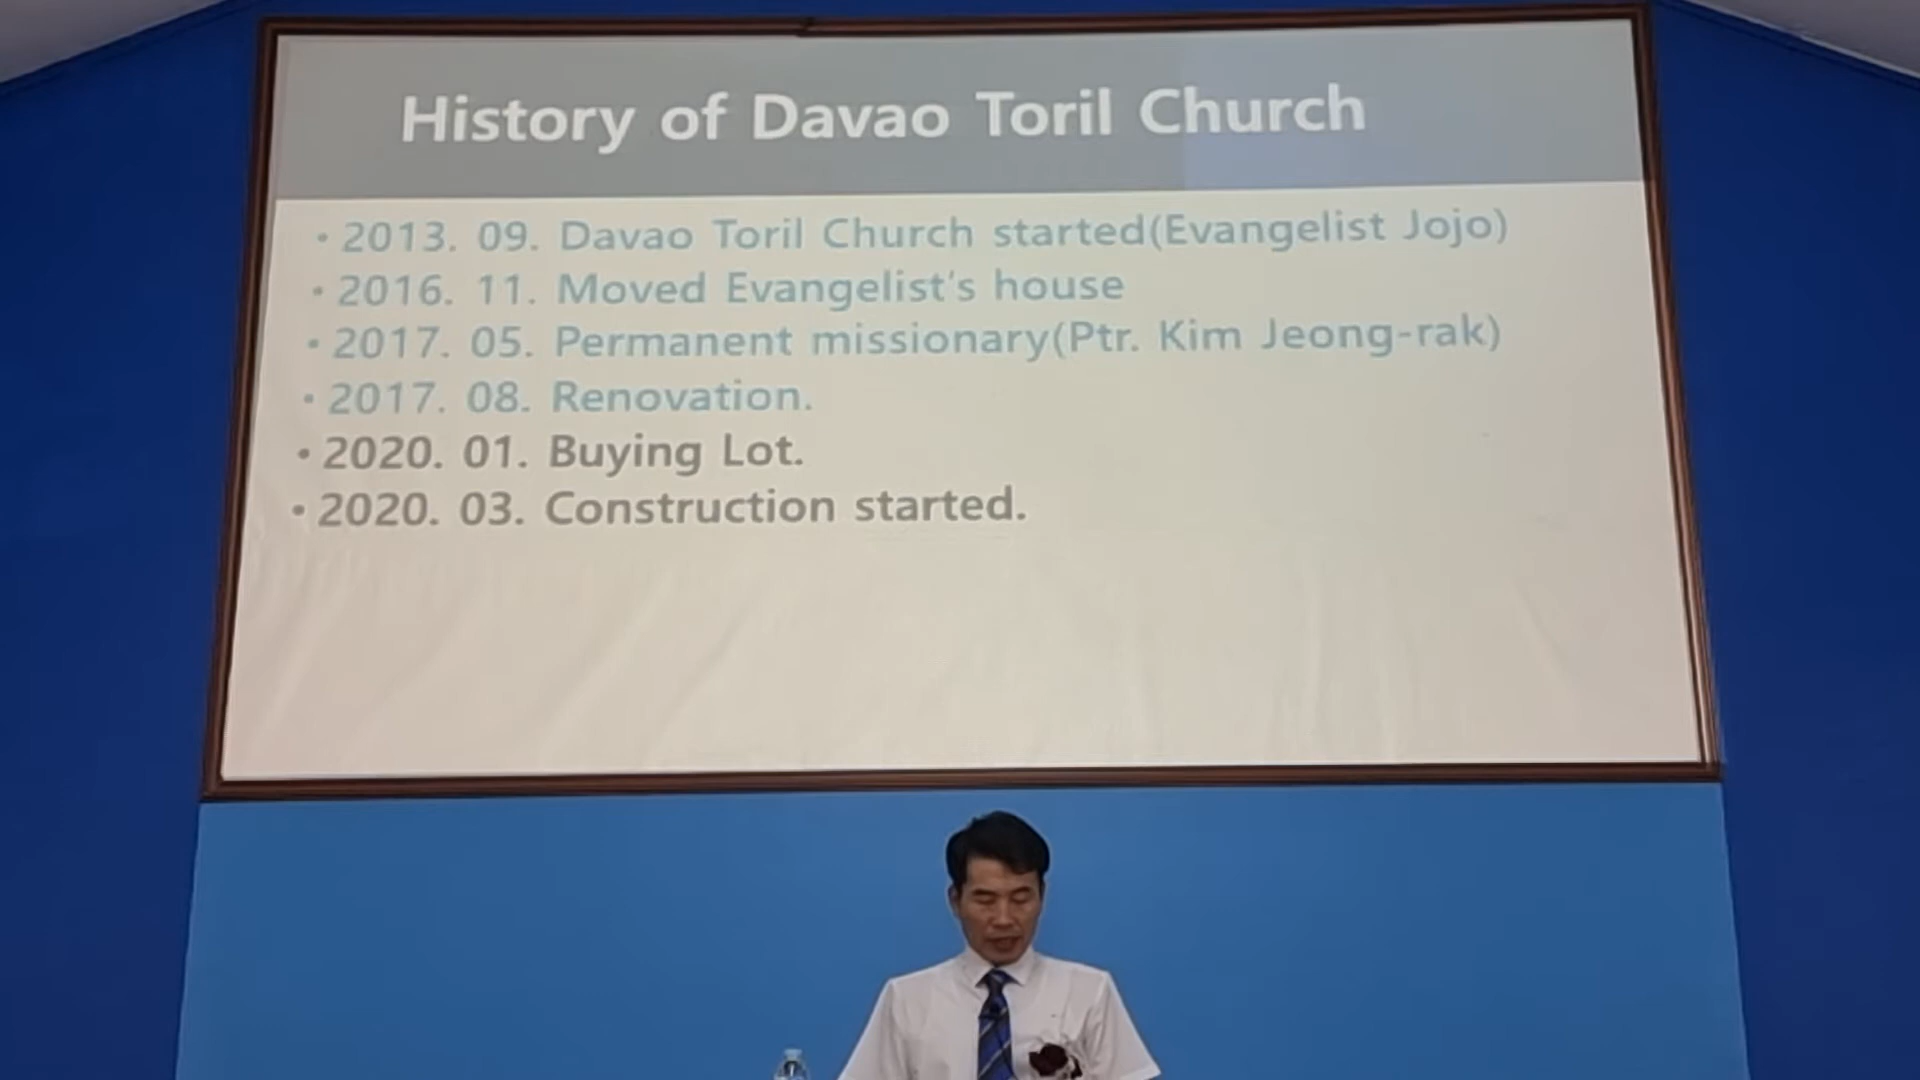 History of Davao Toril Church
• 2013. 09. Davao Toril Church started(Evangelist Jojo)
• 2016. 11. Moved Evangelist's house
• 2017. 05. Permanent missionary(Ptr. Kim Jeong-rak)
• 2017. 08. Renovation.
• 2020. 01. Buying Lot.
• 2020. 03. Construction started.